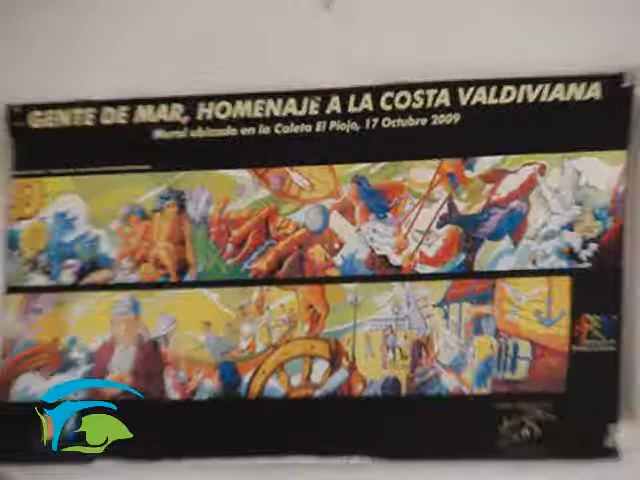 GENTE DE MAR, HOMENAJE A LA COSTA VALDIVIANA
Mural ubicado en la Caleta El Piojo, 17 Octubre 2009